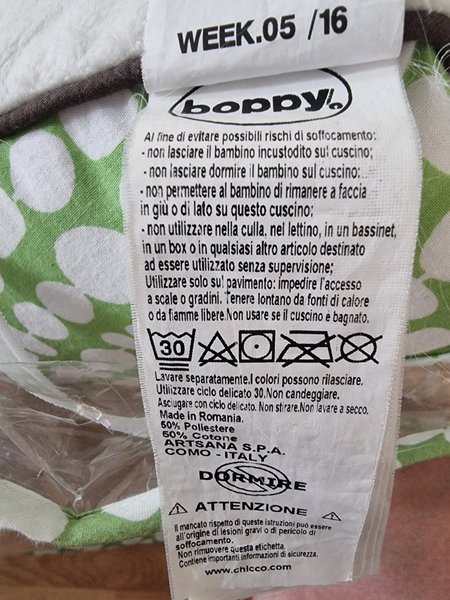 WEEK.05 /16
boppy®
Al fine di evitare possibili rischi di soffocamento:
- non lasciare il bambino incustodito sul cuscino;
- non lasciare dormire il bambino sul cuscino;
- non permettere al bambino di rimanere a faccia
in giù o di lato su questo cuscino;
- non utilizzare nella culla, nel lettino, in un bassinet,
in un box o in qualsiasi altro articolo destinato
ad essere utilizzato senza supervisione;
Utilizzare solo sul pavimento: impedire l'accesso
a scale o gradini. Tenere lontano da fonti di calore
o da fiamme libere.Non usare se il cuscino è bagnato.
30
Lavare separatamente.I colori possono rilasciare.
Utilizzare ciclo delicato 30.Non candeggiare.
Asciugare con ciclo delicato. Non stirare.Non lavare a secco.
Made in Romania.
50% Poliestere
50% Cotone
ARTSANA S.P.A.
COMO - ITALY
DORMIRE
ATTENZIONE
Il mancato rispetto di queste istruzioni può essere
all'origine di lesioni gravi o di pericolo di
soffocamento.
Non rimuovere questa etichetta.
Contiene importanti informazioni di sicurezza.
www.chicco.com